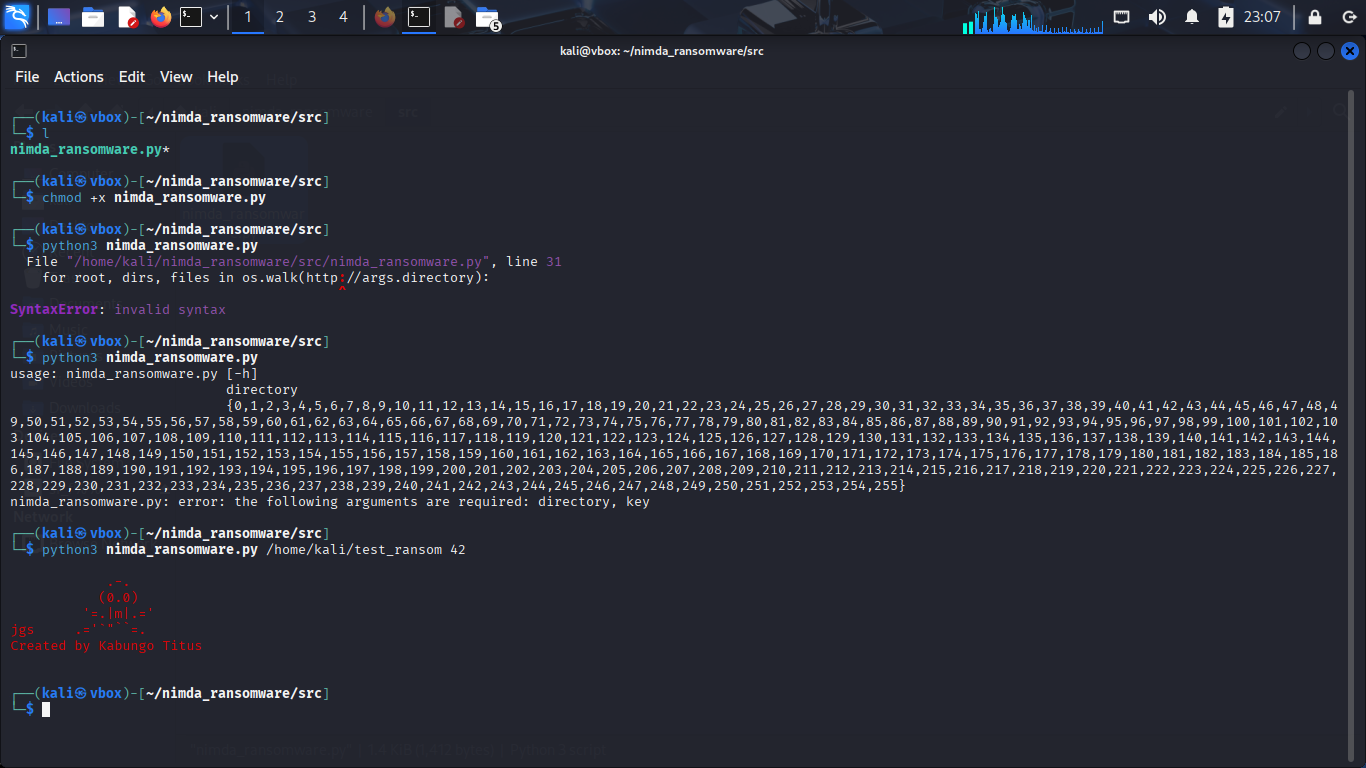 1 2 3 4 5 23:07
kali@vbox: ~/nimda_ransomware/src
File Actions Edit View Help
┌──(kali㉿vbox)-[~/nimda_ransomware/src]
└─$ l
nimda_ransomware.py*
┌──(kali㉿vbox)-[~/nimda_ransomware/src]
└─$ chmod +x nimda_ransomware.py
┌──(kali㉿vbox)-[~/nimda_ransomware/src]
└─$ python3 nimda_ransomware.py
File "/home/kali/nimda_ransomware/src/nimda_ransomware.py", line 31
for root, dirs, files in os.walk(http://args.directory):
^
SyntaxError: invalid syntax
┌──(kali㉿vbox)-[~/nimda_ransomware/src]
└─$ python3 nimda_ransomware.py
usage: nimda_ransomware.py [-h]
directory
{0,1,2,3,4,5,6,7,8,9,10,11,12,13,14,15,16,17,18,19,20,21,22,23,24,25,26,27,28,29,30,31,32,33,34,35,36,37,38,39,40,41,42,43,44,45,46,47,48,4
9,50,51,52,53,54,55,56,57,58,59,60,61,62,63,64,65,66,67,68,69,70,71,72,73,74,75,76,77,78,79,80,81,82,83,84,85,86,87,88,89,90,91,92,93,94,95,96,97,98,99,100,101,102,10
3,104,105,106,107,108,109,110,111,112,113,114,115,116,117,118,119,120,121,122,123,124,125,126,127,128,129,130,131,132,133,134,135,136,137,138,139,140,141,142,143,144,
145,146,147,148,149,150,151,152,153,154,155,156,157,158,159,160,161,162,163,164,165,166,167,168,169,170,171,172,173,174,175,176,177,178,179,180,181,182,183,184,185,18
6,187,188,189,190,191,192,193,194,195,196,197,198,199,200,201,202,203,204,205,206,207,208,209,210,211,212,213,214,215,216,217,218,219,220,221,222,223,224,225,226,227,
228,229,230,231,232,233,234,235,236,237,238,239,240,241,242,243,244,245,246,247,248,249,250,251,252,253,254,255}
nimda_ransomware.py: error: the following arguments are required: directory, key
┌──(kali㉿vbox)-[~/nimda_ransomware/src]
└─$ python3 nimda_ransomware.py /home/kali/test_ransom 42
.-.
(0.0)
'=.|m|.='
jgs .='`"``=.
Created by Kabungo Titus
┌──(kali㉿vbox)-[~/nimda_ransomware/src]
└─$